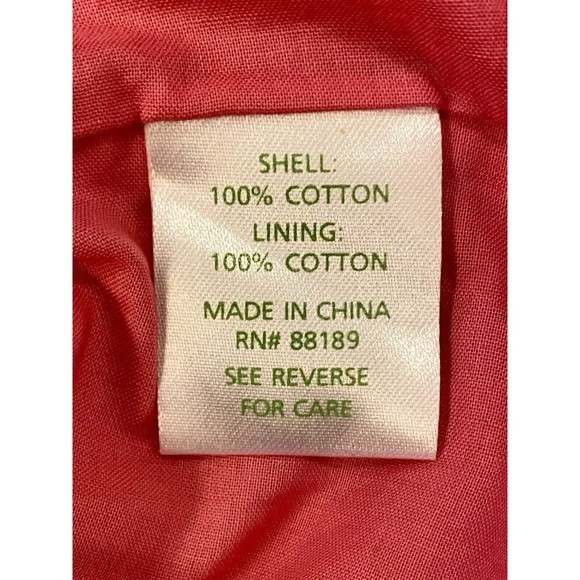 SHELL:
100% COTTON
LINING:
100% COTTON
MADE IN CHINA
RN# 88189
SEE REVERSE
FOR CARE